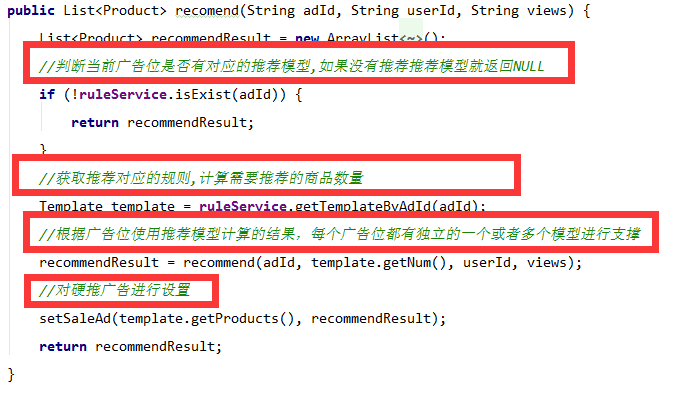 public List<Product> recomend(String adId, String userId, String views) {
List<Product> recommendResult = new ArrayList<~>();
//判断当前广告位是否有对应的推荐模型,如果没有推荐推荐模型就返回NULL
if (!ruleService.isExist(adId)) {
return recommendResult;
}
//获取推荐对应的规则,计算需要推荐的商品数量
Template template = ruleService.getTemplateByAdId(adId);
//根据广告位使用推荐模型计算的结果，每个广告位都有独立的一个或者多个模型进行支撑
recommendResult = recommend(adId, template.getNum(), userId, views);
//对硬推广告进行设置
setSaleAd(template.getProducts(), recommendResult);
return recommendResult;
}